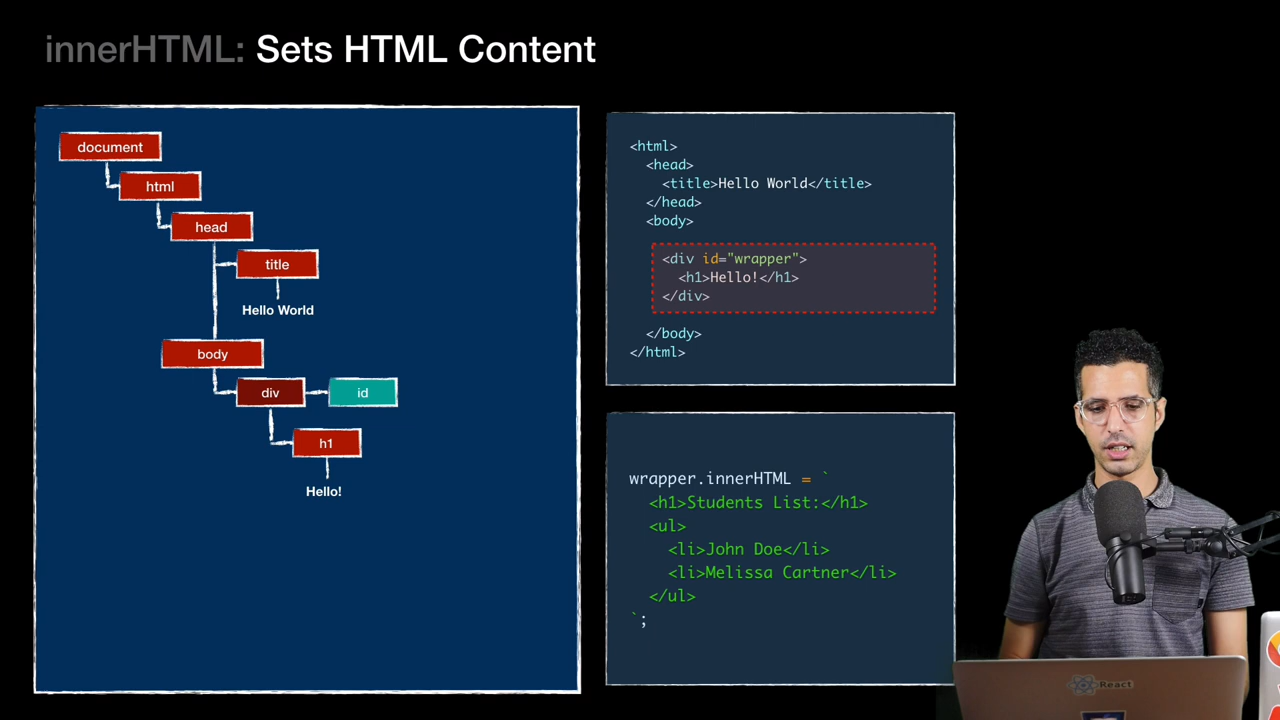 innerHTML: Sets HTML Content
document
html
head
title
Hello World
body
div
id
h1
Hello!
<html>
<head>
<title>Hello World</title>
</head>
<body>
<div id="wrapper">
<h1>Hello!</h1>
</div>
</body>
</html>
wrapper.innerHTML = `
<h1>Students List:</h1>
<ul>
<li>John Doe</li>
<li>Melissa Cartner</li>
</ul>
`;
React